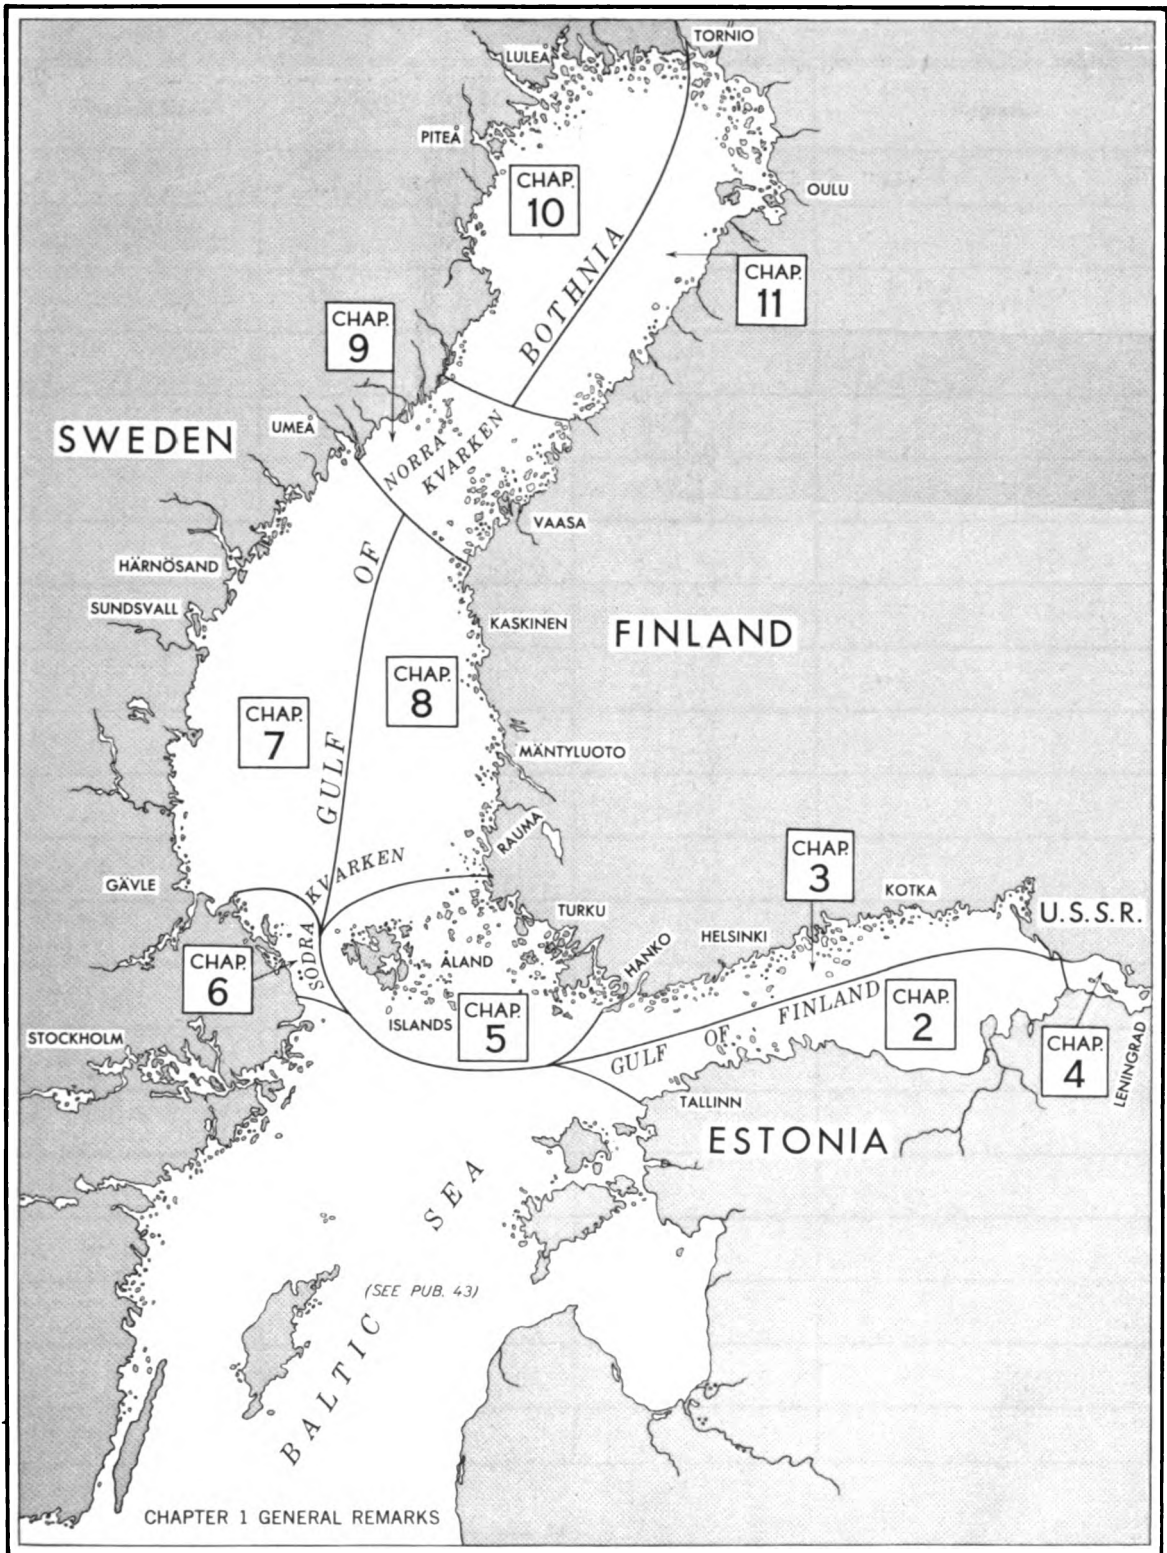 TORNIO
LULEÅ
PITEÅ
CHAP.
10
OULU
BOTHNIA
CHAP.
11
CHAP.
9
UMEÅ
SWEDEN
NORRA
KVARKEN
VAASA
OF
HÄRNÖSAND
SUNDSVALL
KASKINEN
FINLAND
CHAP.
8
CHAP.
7
GULF
MÄNTYLUOTO
RAUMA
KVARKEN
SÖDRA
GÄVLE
CHAP.
3
KOTKA
U.S.S.R.
TURKU
HELSINKI
HANKO
ÅLAND
ISLANDS
CHAP.
6
CHAP.
5
CHAP.
2
GULF OF FINLAND
STOCKHOLM
CHAP.
4
LENINGRAD
TALLINN
ESTONIA
BALTIC SEA
(SEE PUB. 43)
CHAPTER 1 GENERAL REMARKS